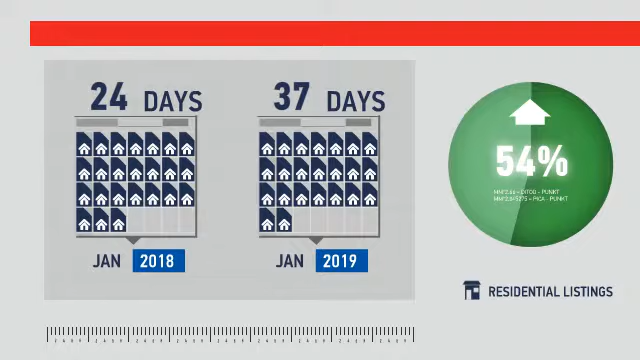 24 DAYS
37 DAYS
54%
JAN 2018
JAN 2019
RESIDENTIAL LISTINGS